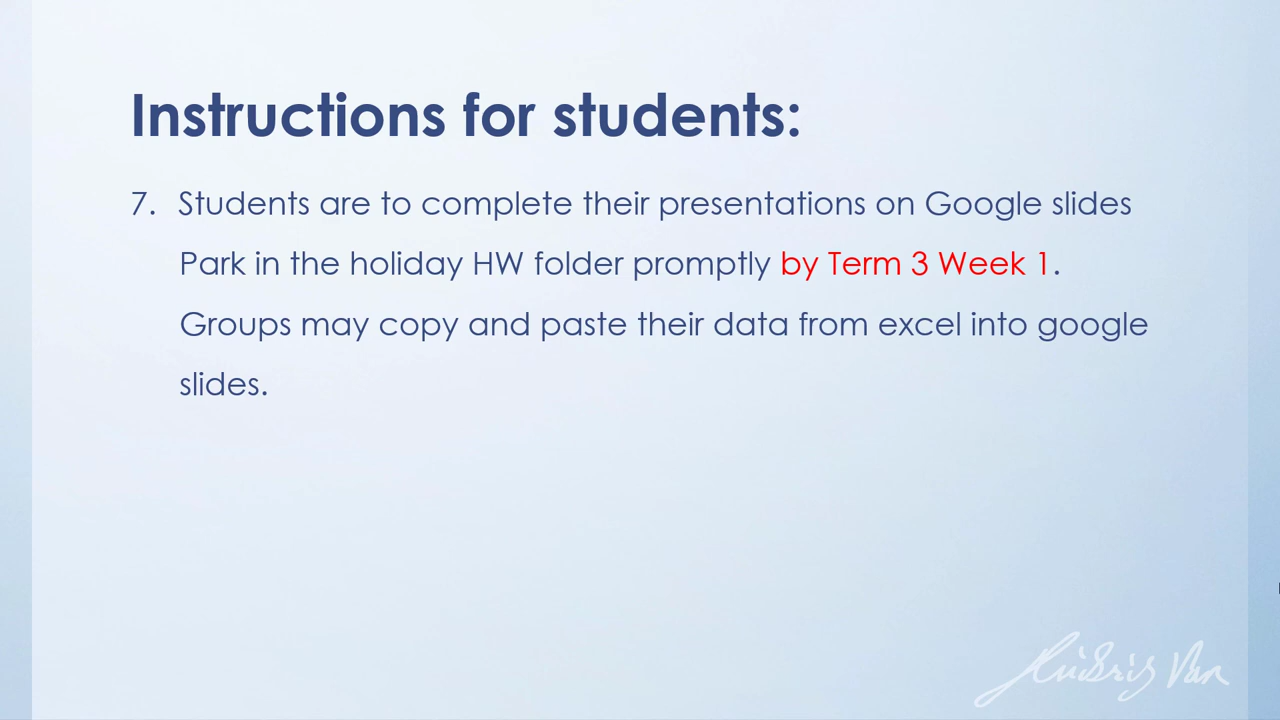 Instructions for students:
7. Students are to complete their presentations on Google slides
Park in the holiday HW folder promptly by Term 3 Week 1.
Groups may copy and paste their data from excel into google
slides.